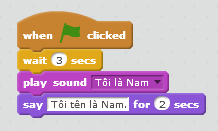 when clicked
wait 3 secs
play sound Tôi là Nam
say Tôi tên là Nam. for 2 secs